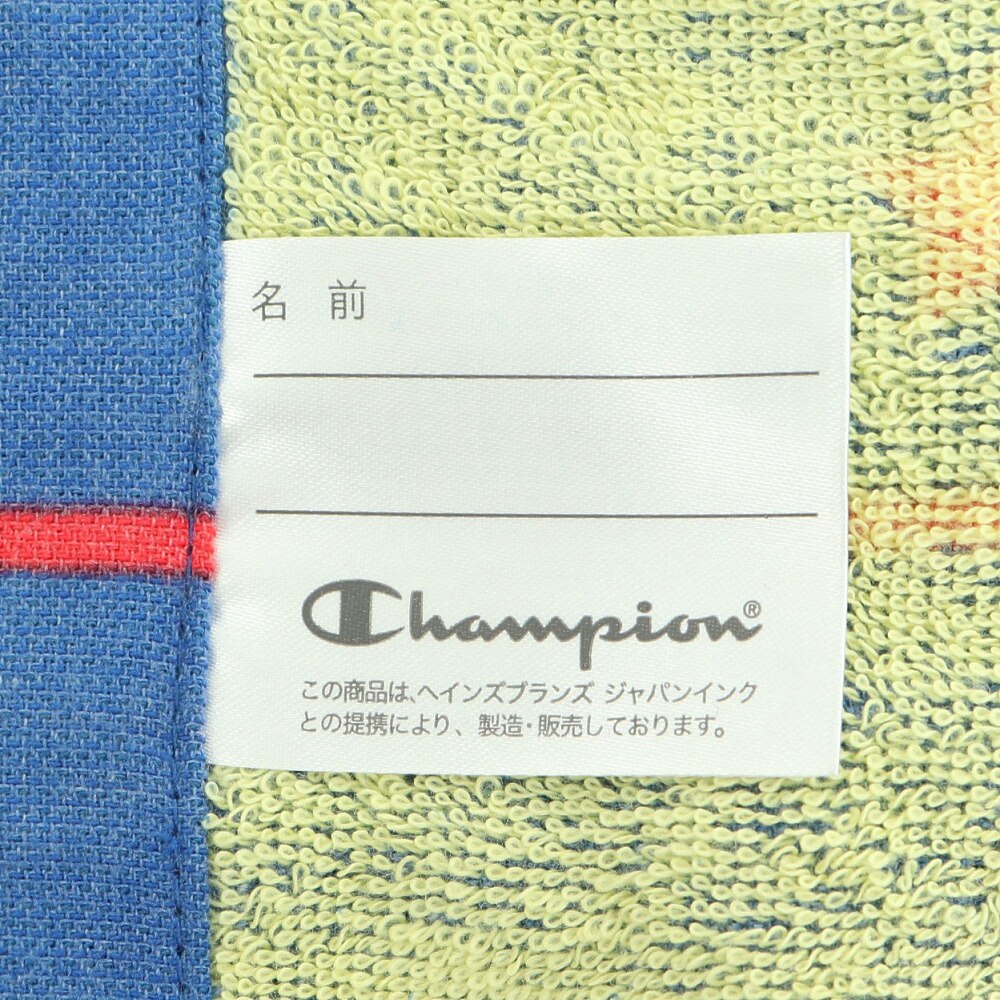 名 前
Champion®
この商品は、ヘインズブランズ ジャパンインク
との提携により、製造・販売しております。